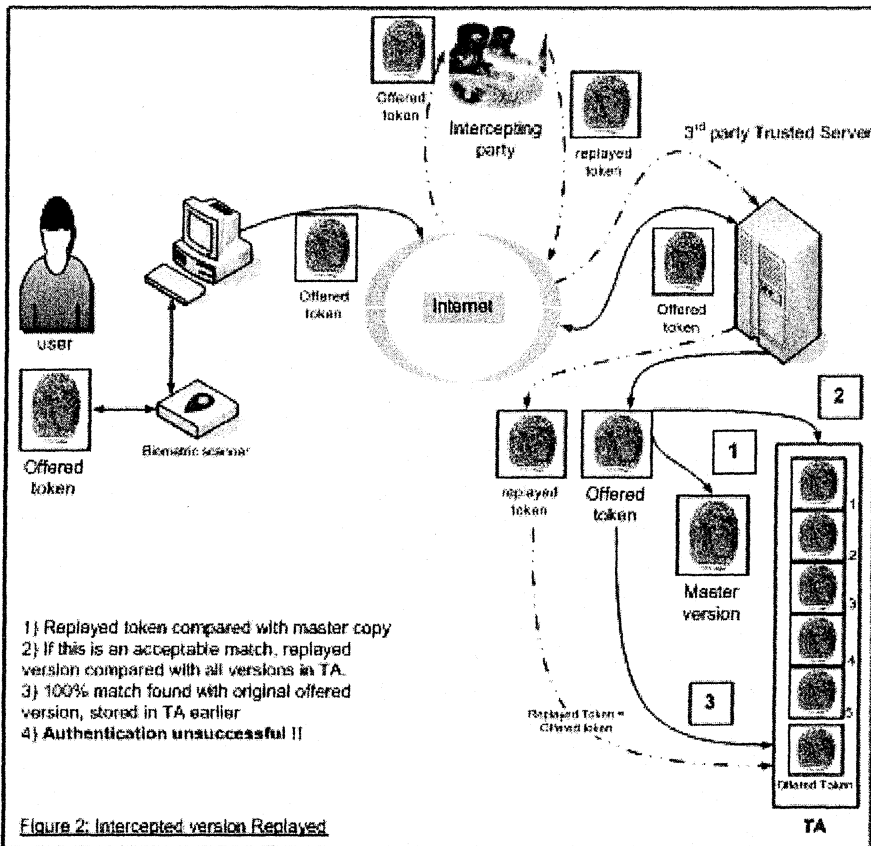 Offered
token
Intercepting
party
replayed
token
3rd party Trusted Server
Offered
token
Internet
Offered
token
user
Offered
token
Biometric scanner
replayed
token
Offered
token
1
2
Master
version
1
2
3
4
5
1) Replayed token compared with master copy
2) If this is an acceptable match, replayed
version compared with all versions in TA.
3) 100% match found with original offered
version, stored in TA earlier
4) Authentication unsuccessful !!
3
Replayed Token =
Offered token
Offered Token
TA
Figure 2: Intercepted version Replayed